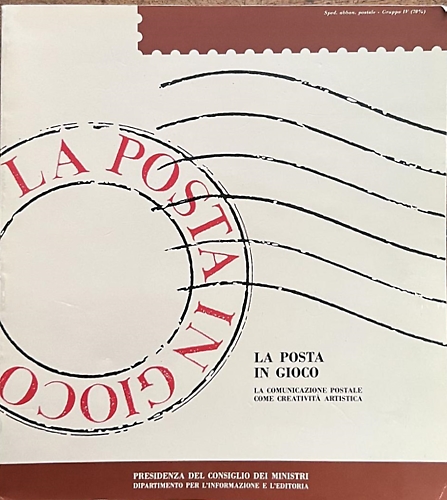 Sped. abbon. postale - Gruppo IV (70%)
LA POSTA IN GIOCO
LA POSTA
IN GIOCO
LA COMUNICAZIONE POSTALE
COME CREATIVITÀ ARTISTICA
PRESIDENZA DEL CONSIGLIO DEI MINISTRI
DIPARTIMENTO PER L'INFORMAZIONE E L'EDITORIA